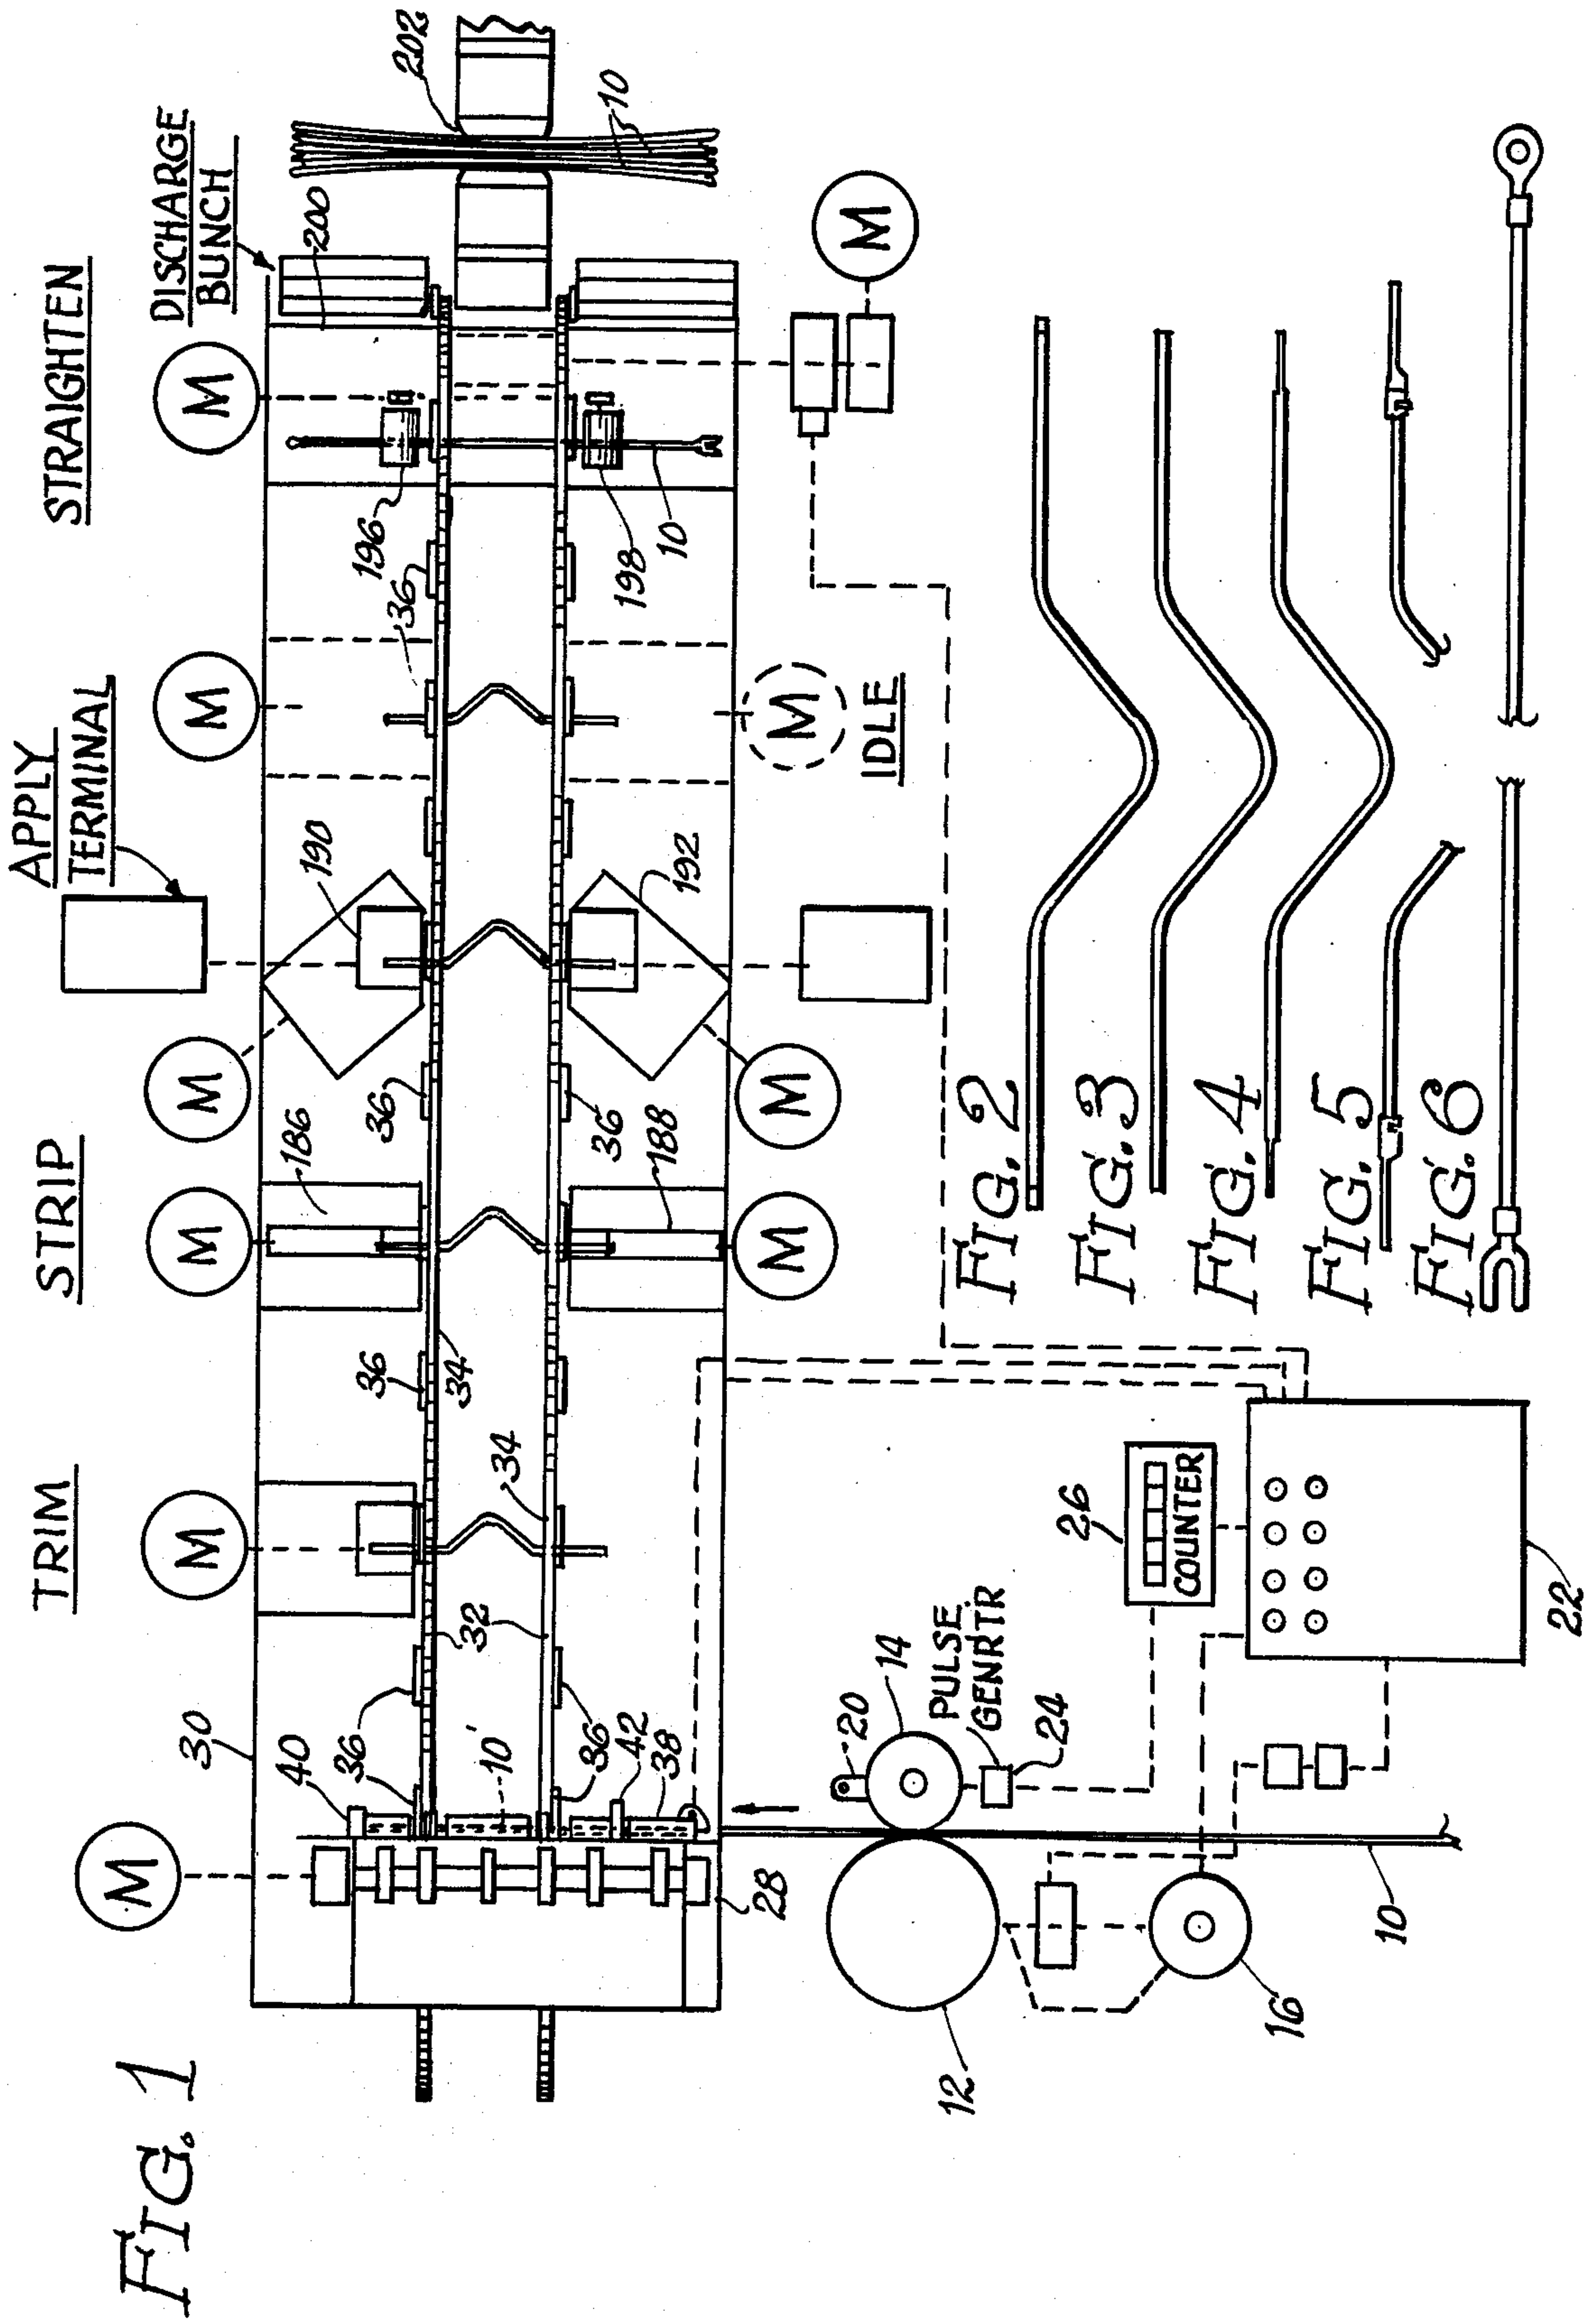 FIG. 1
TRIM
STRIP
APPLY
TERMINAL
STRAIGHTEN
DISCHARGE
BUNCH
M
M
M
M
M
M
30
40
36
36
10'
36
42
38
28
32
34
36
34
186
36
36
188
M
190
192
M
36
M
IDLE
196
198
10
200
202
10
M
12
14
20
PULSE
GENRTR
24
26
COUNTER
22
16
10
FIG. 2
FIG. 3
FIG. 4
FIG. 5
FIG. 6